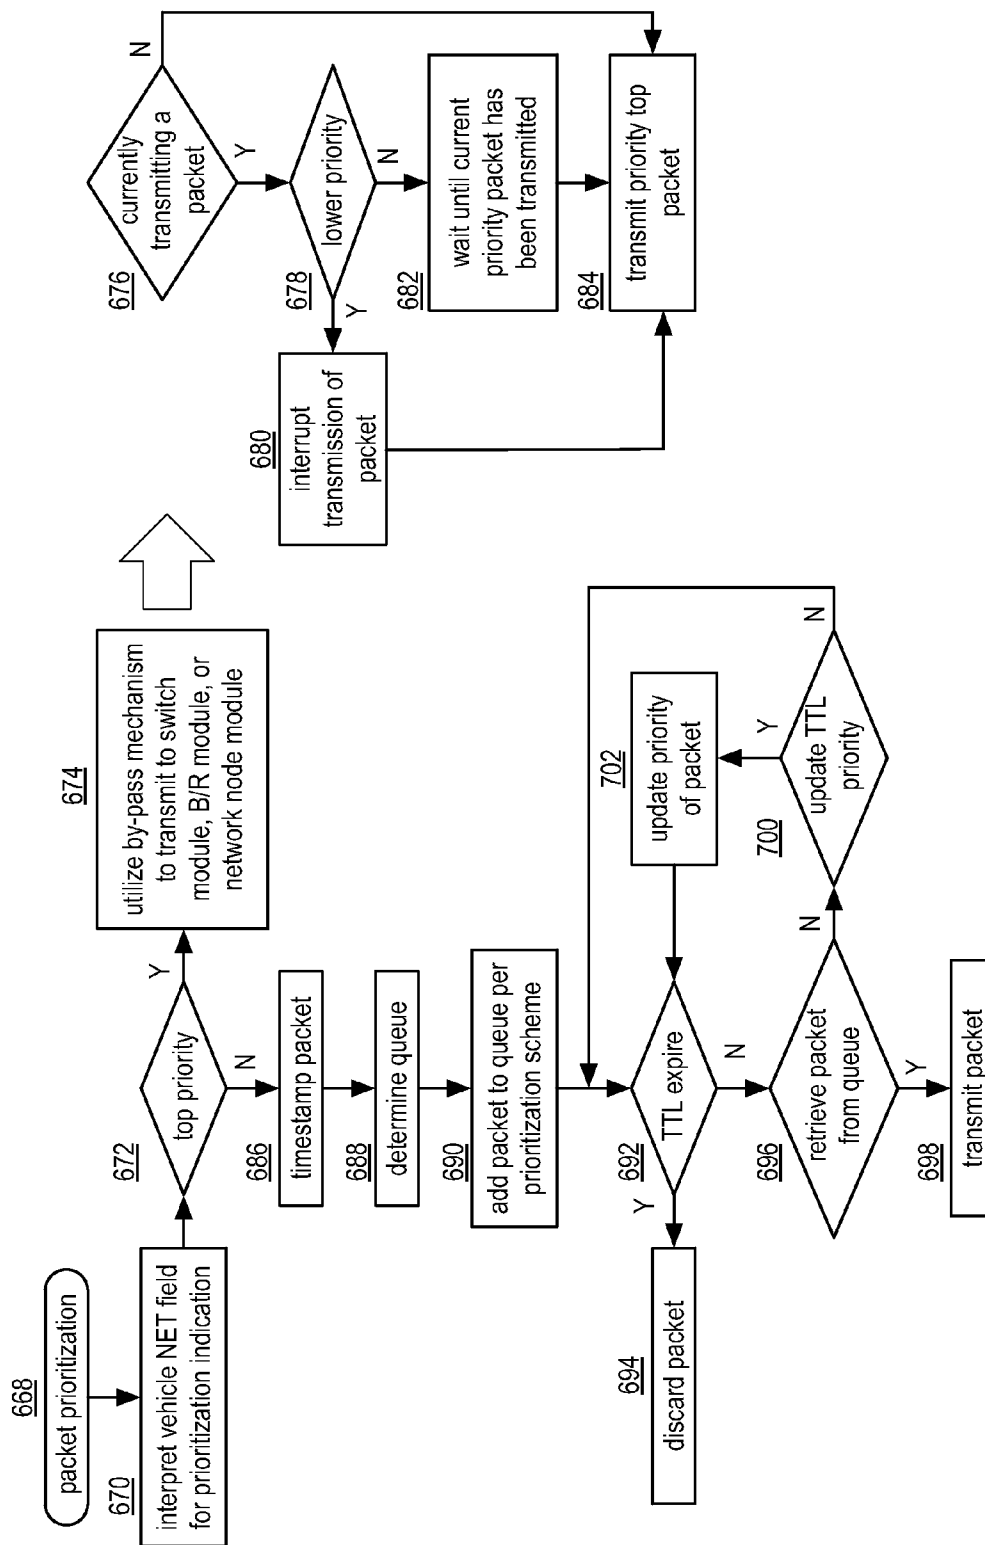 668
packet prioritization
670
interpret vehicle NET field
for prioritization indication
672
top priority
Y
N
674
utilize by-pass mechanism
to transmit to switch
module, B/R module, or
network node module
676
currently
transmitting a
packet
N
Y
678
lower priority
Y
N
680
interrupt
transmission of
packet
682
wait until current
priority packet has
been transmitted
684
transmit priority top
packet
686
timestamp packet
688
determine queue
690
add packet to queue per
prioritization scheme
692
TTL expire
Y
N
694
discard packet
696
retrieve packet
from queue
N
Y
698
transmit packet
700
update TTL
priority
Y
N
702
update priority
of packet